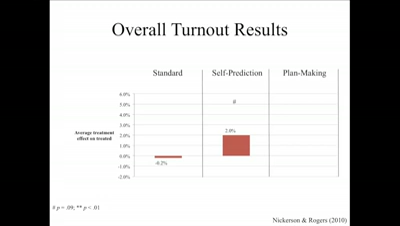 Overall Turnout Results
Standard Self-Prediction Plan-Making
6.0%
5.0%
4.0%
3.0%
2.0%
1.0%
0.0%
-1.0%
-2.0%
Average treatment
effect on treated
#
2.0%
-0.2%
# p = .09; ** p < .01
Nickerson & Rogers (2010)